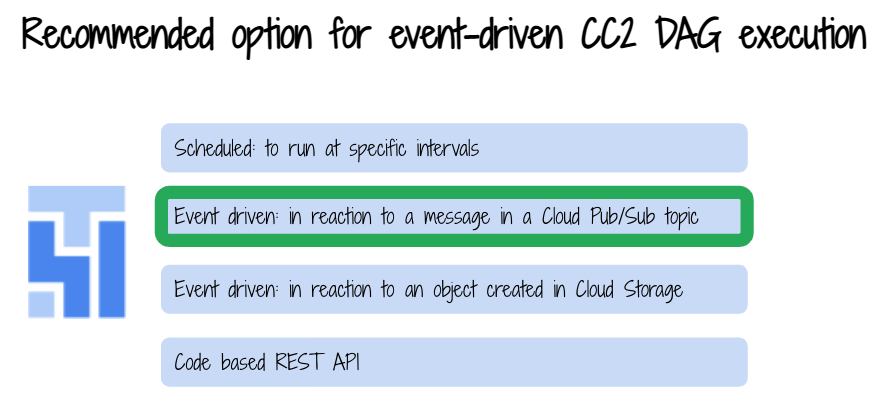 Recommended option for event-driven CC2 DAG execution
Scheduled: to run at specific intervals
Event driven: in reaction to a message in a Cloud Pub/Sub topic
Event driven: in reaction to an object created in Cloud Storage
Code based REST API